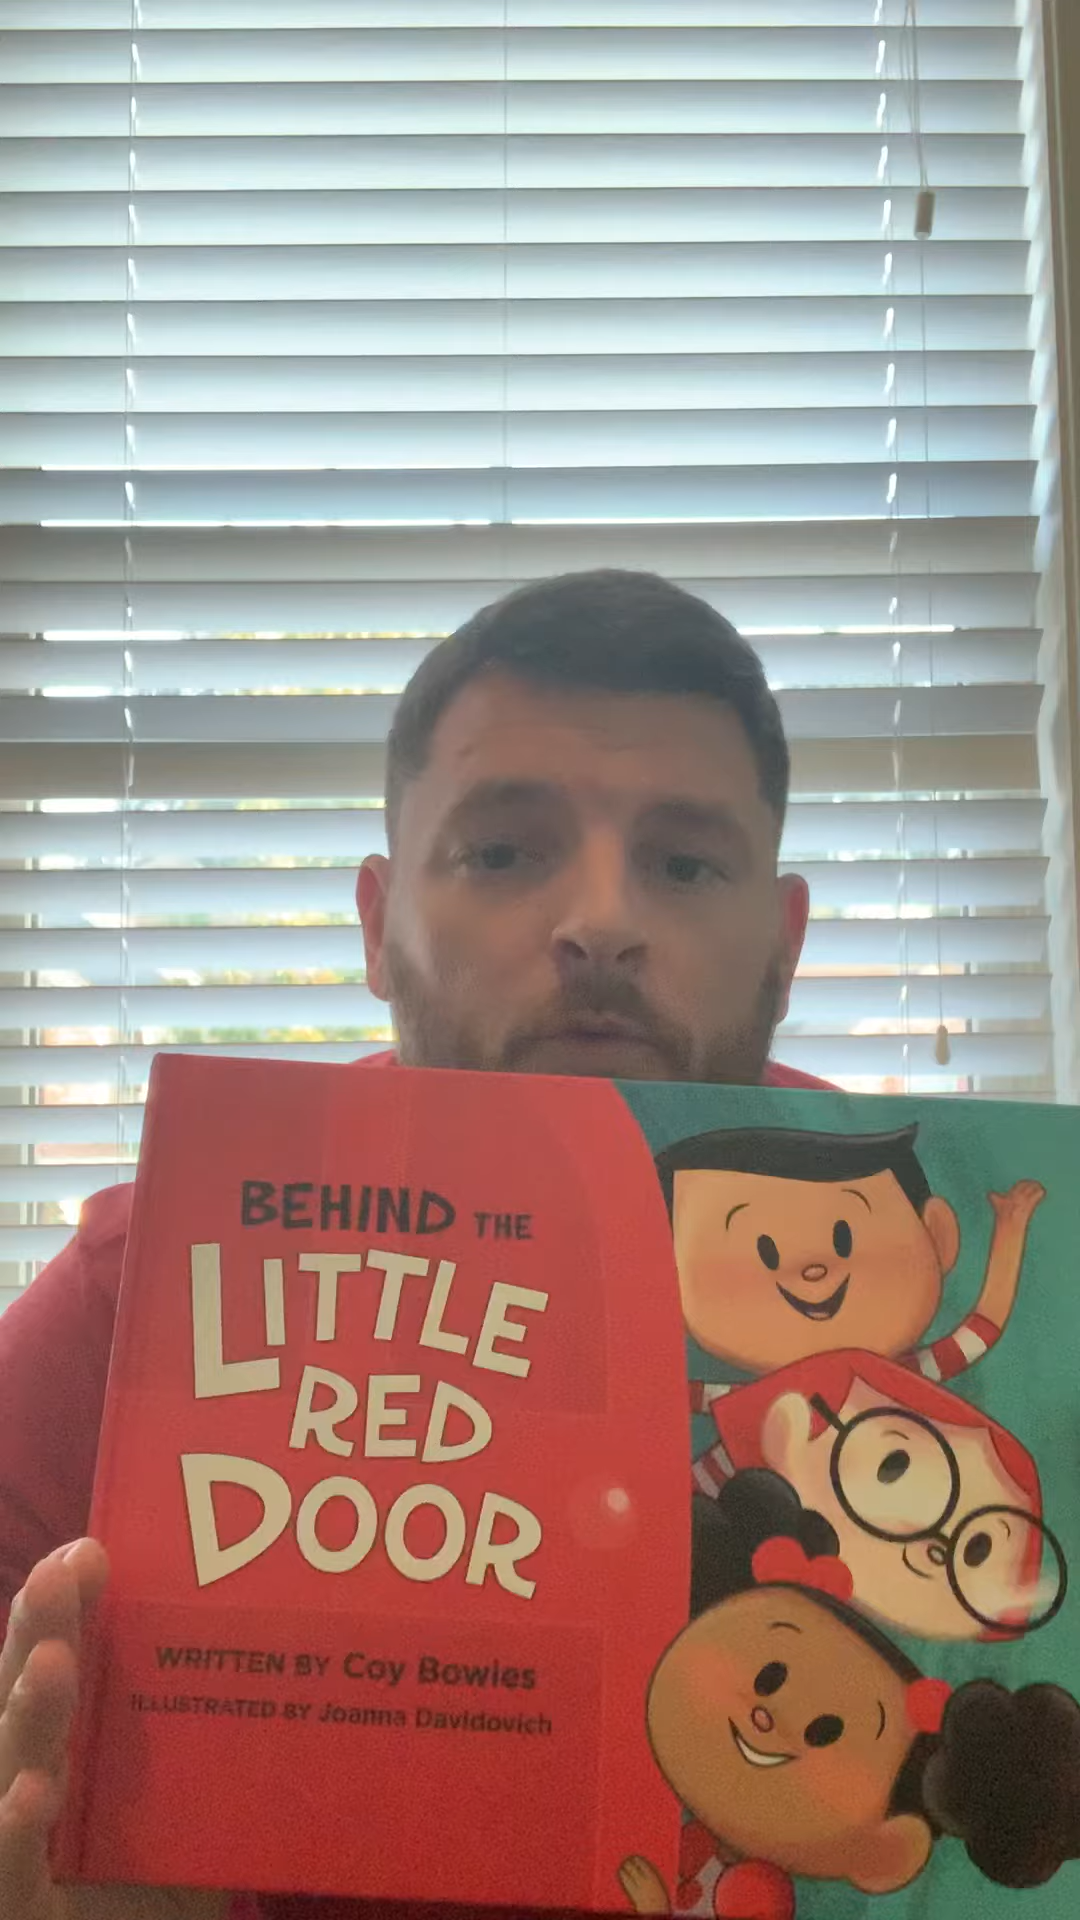 BEHIND THE
LITTLE
RED
DOOR
WRITTEN BY Coy Bowles
ILLUSTRATED BY Joanna Davidovich